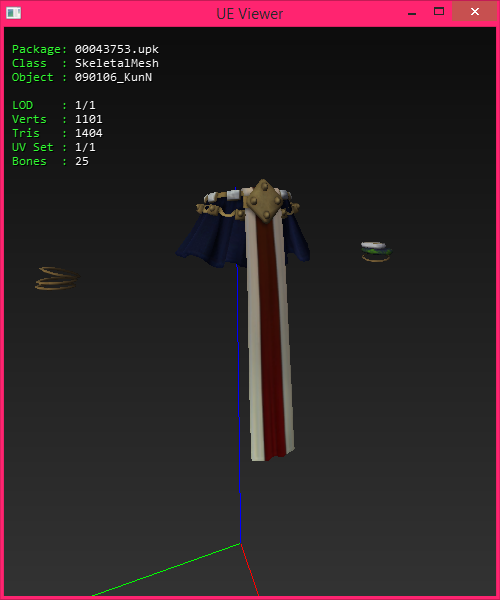 UE Viewer
Package: 00043753.upk
Class  : SkeletalMesh
Object : 090106_KunN
LOD    : 1/1
Verts  : 1101
Tris   : 1404
UV Set : 1/1
Bones  : 25